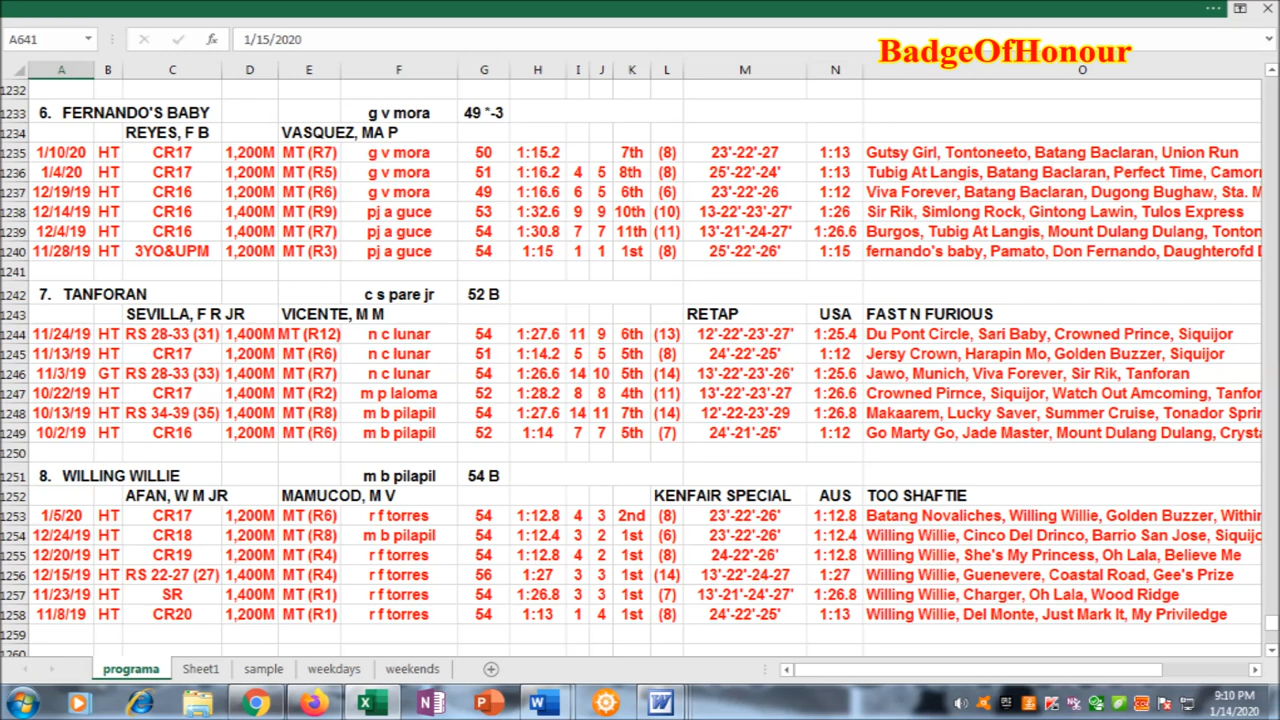 A641 fx 1/15/2020
BadgeOfHonour
A B C D E F G H I J K L M N O
1232
1233 6. FERNANDO'S BABY g v mora 49 *-3
1234 REYES, F B VASQUEZ, MA P
1235 1/10/20 HT CR17 1,200M MT (R7) g v mora 50 1:15.2 7th (8) 23'-22'-27 1:13 Gutsy Girl, Tontoneeto, Batang Baclaran, Union Run
1236 1/4/20 HT CR17 1,200M MT (R5) g v mora 51 1:16.2 4 5 8th (8) 25'-22'-24' 1:13 Tubig At Langis, Batang Baclaran, Perfect Time, Camorr
1237 12/19/19 HT CR16 1,200M MT (R6) g v mora 49 1:16.6 6 5 6th (6) 23'-22'-26 1:12 Viva Forever, Batang Baclaran, Dugong Bughaw, Sta. M
1238 12/14/19 HT CR16 1,400M MT (R9) pj a guce 53 1:32.6 9 9 10th (10) 13-22'-23'-27' 1:26 Sir Rik, Simlong Rock, Gintong Lawin, Tulos Express
1239 12/4/19 HT CR16 1,400M MT (R7) pj a guce 54 1:30.8 7 7 11th (11) 13'-21'-24'-27' 1:26.6 Burgos, Tubig At Langis, Mount Dulang Dulang, Tonton
1240 11/28/19 HT 3YO&UPM 1,200M MT (R3) pj a guce 54 1:15 1 1 1st (8) 25'-22'-26' 1:15 fernando's baby, Pamato, Don Fernando, Daughterofd E
1241
1242 7. TANFORAN c s pare jr 52 B
1243 SEVILLA, F R JR VICENTE, M M RETAP USA FAST N FURIOUS
1244 11/24/19 HT RS 28-33 (31) 1,400M MT (R12) n c lunar 54 1:27.6 11 9 6th (13) 12'-22'-23'-27' 1:25.4 Du Pont Circle, Sari Baby, Crowned Prince, Siquijor
1245 11/13/19 HT CR17 1,200M MT (R6) n c lunar 51 1:14.2 5 5 5th (8) 24'-22'-25' 1:12 Jersy Crown, Harapin Mo, Golden Buzzer, Siquijor
1246 11/3/19 GT RS 28-33 (33) 1,400M MT (R7) n c lunar 54 1:26.6 14 10 5th (14) 13'-22'-23'-26' 1:25.6 Jawo, Munich, Viva Forever, Sir Rik, Tanforan
1247 10/22/19 HT CR17 1,400M MT (R2) m p laloma 52 1:28.2 8 8 4th (11) 13'-22'-23'-27 1:26.6 Crowned Pirnce, Siquijor, Watch Out Amcoming, Tanfor
1248 10/13/19 HT RS 34-39 (35) 1,400M MT (R7) m b pilapil 54 1:27.6 14 11 7th (14) 12'-22'-23'-29 1:26.8 Makaarem, Lucky Saver, Summer Cruise, Tonador Sprin
1249 10/2/19 HT CR16 1,200M MT (R6) m b pilapil 52 1:14 7 7 5th (7) 24'-21'-25' 1:12 Go Marty Go, Jade Master, Mount Dulang Dulang, Crysta
1250
1251 8. WILLING WILLIE m b pilapil 54 B
1252 AFAN, W M JR MAMUCOD, M V KENFAIR SPECIAL AUS TOO SHAFTIE
1253 1/5/20 HT CR17 1,200M MT (R6) r f torres 54 1:12.8 4 3 2nd (8) 23'-22'-26' 1:12.8 Batang Novaliches, Willing Willie, Golden Buzzer, Within
1254 12/24/19 HT CR18 1,200M MT (R8) m b pilapil 54 1:12.4 3 2 1st (6) 23'-22'-26' 1:12.4 Willing Willie, Cinco Del Drinco, Barrio San Jose, Siquijo
1255 12/20/19 HT CR19 1,200M MT (R4) r f torres 54 1:12.8 3 2 1st (8) 24-22'-26' 1:12.8 Willing Willie, She's My Princess, Oh Lala, Believe Me
1256 12/15/19 HT RS 22-27 (27) 1,400M MT (R4) r f torres 56 1:27 3 3 1st (14) 13'-22'-24-27 1:27 Willing Willie, Guenevere, Coastal Road, Gee's Prize
1257 11/23/19 HT SR 1,400M MT (R1) r f torres 54 1:26.8 3 3 1st (7) 13'-21'-24'-27' 1:26.8 Willing Willie, Charger, Oh Lala, Wood Ridge
1258 11/8/19 HT CR20 1,200M MT (R1) r f torres 54 1:13 1 4 1st (8) 24'-22'-25' 1:13 Willing Willie, Del Monte, Just Mark It, My Priviledge
1259
1260
programa Sheet1 sample weekdays weekends
9:10 PM
1/14/2020